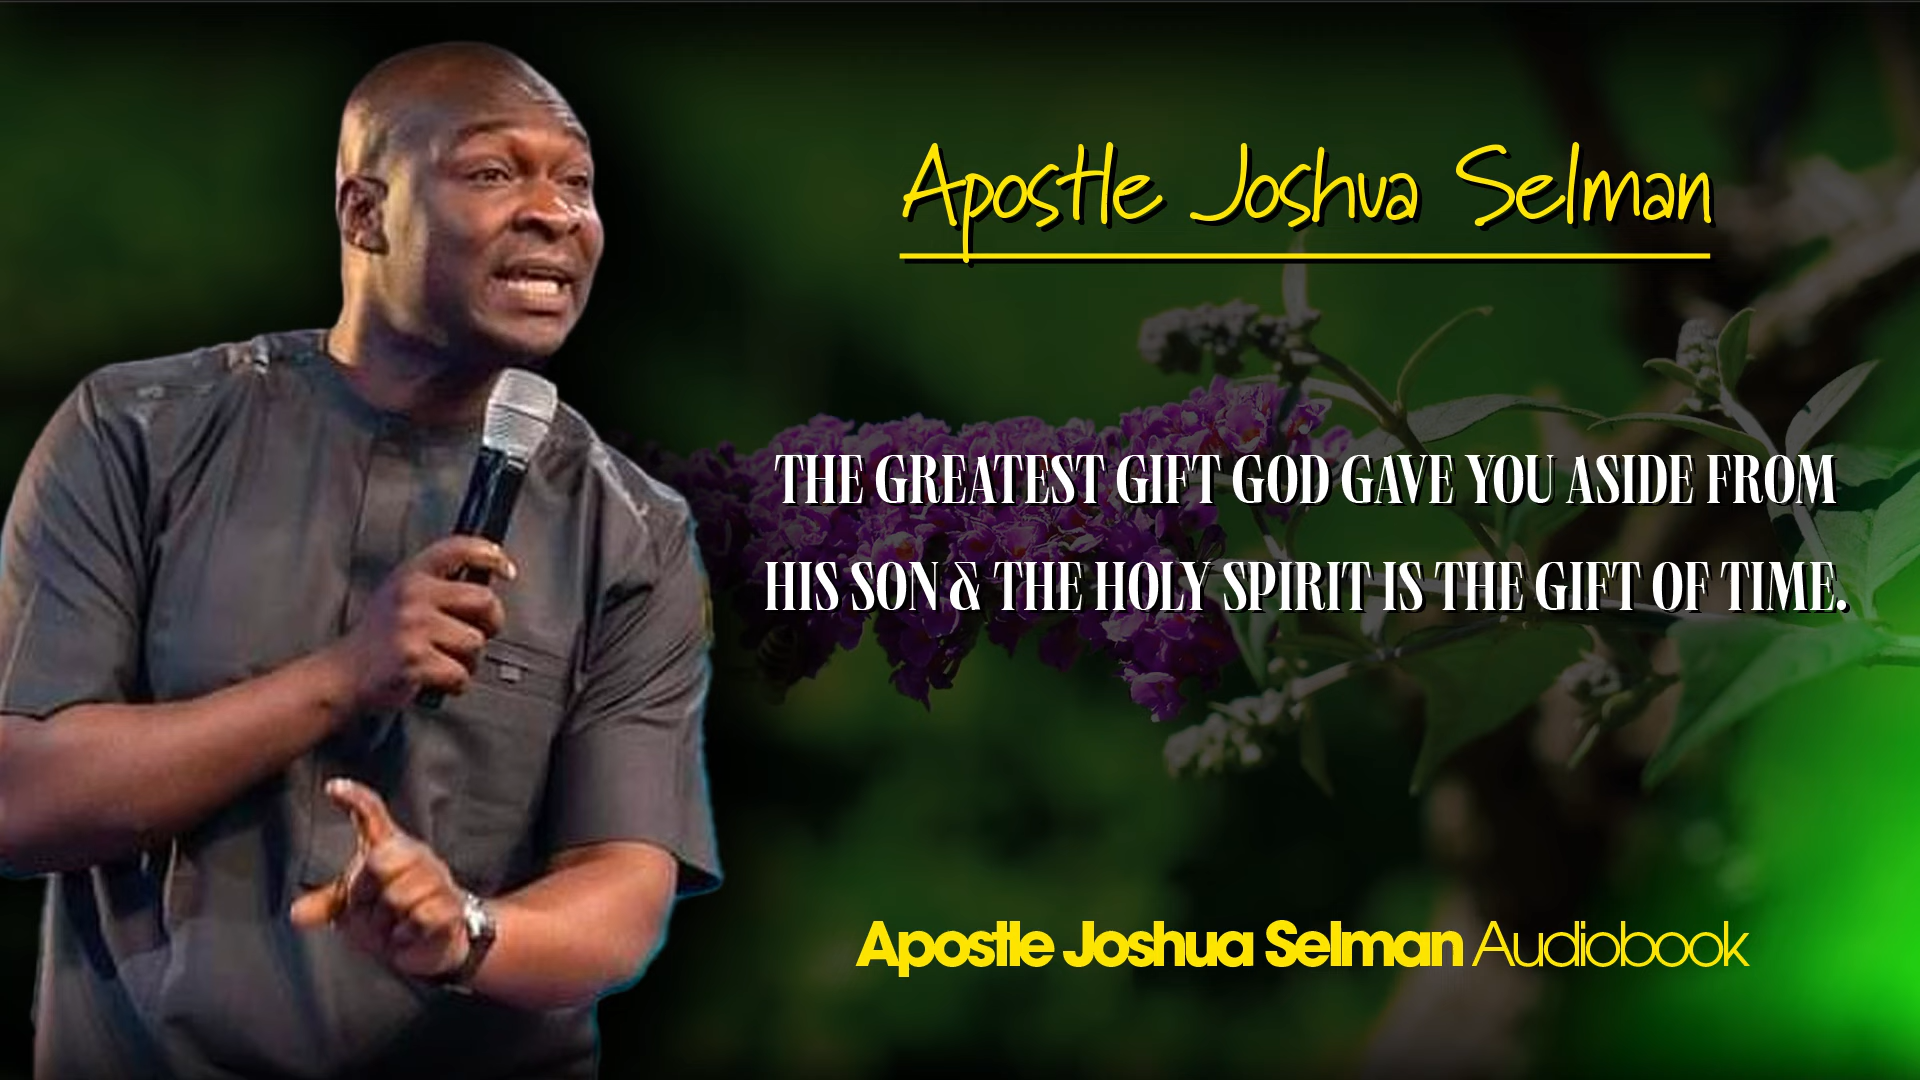 Apostle Joshua Selman
THE GREATEST GIFT GOD GAVE YOU ASIDE FROM
HIS SON & THE HOLY SPIRIT IS THE GIFT OF TIME.
Apostle Joshua Selman Audiobook